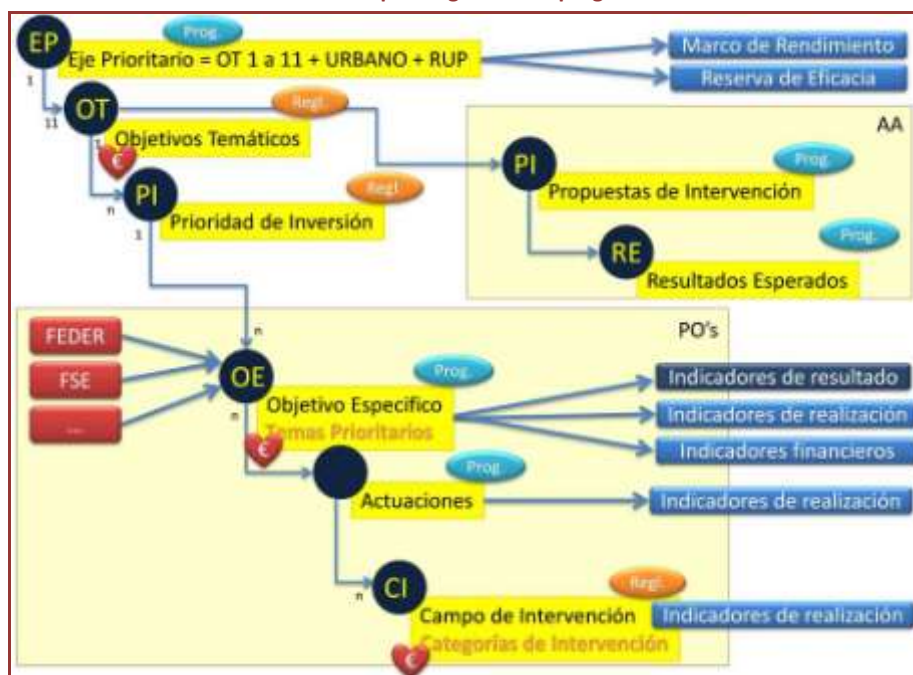 EP
Prog.
Eje Prioritario = OT 1 a 11 + URBANO + RUP
Marco de Rendimiento
Reserva de Eficacia
1
11
OT
Regl.
Objetivos Temáticos
1
€
n
PI
Regl.
Prioridad de Inversión
1
AA
PI
Prog.
Propuestas de Intervención
RE
Prog.
Resultados Esperados
PO's
FEDER
FSE
...
n
OE
n
Prog.
Objetivo Específico
Temas Prioritarios
€
Indicadores de resultado
Indicadores de realización
Indicadores financieros
Prog.
Actuaciones
Indicadores de realización
n
CI
Regl.
Campo de Intervención
Categorías de Intervención
€
Indicadores de realización